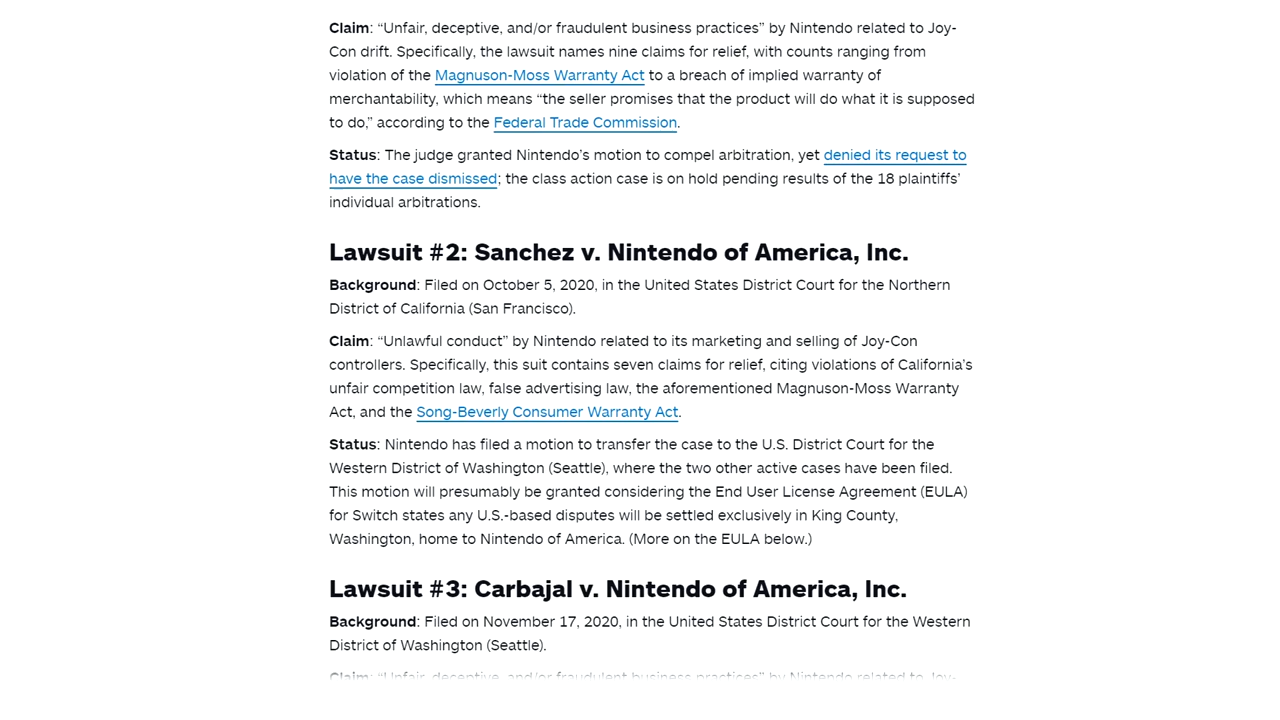 Claim: “Unfair, deceptive, and/or fraudulent business practices” by Nintendo related to Joy-
Con drift. Specifically, the lawsuit names nine claims for relief, with counts ranging from
violation of the Magnuson-Moss Warranty Act to a breach of implied warranty of
merchantability, which means “the seller promises that the product will do what it is supposed
to do,” according to the Federal Trade Commission.
Status: The judge granted Nintendo’s motion to compel arbitration, yet denied its request to
have the case dismissed; the class action case is on hold pending results of the 18 plaintiffs’
individual arbitrations.
Lawsuit #2: Sanchez v. Nintendo of America, Inc.
Background: Filed on October 5, 2020, in the United States District Court for the Northern
District of California (San Francisco).
Claim: “Unlawful conduct” by Nintendo related to its marketing and selling of Joy-Con
controllers. Specifically, this suit contains seven claims for relief, citing violations of California’s
unfair competition law, false advertising law, the aforementioned Magnuson-Moss Warranty
Act, and the Song-Beverly Consumer Warranty Act.
Status: Nintendo has filed a motion to transfer the case to the U.S. District Court for the
Western District of Washington (Seattle), where the two other active cases have been filed.
This motion will presumably be granted considering the End User License Agreement (EULA)
for Switch states any U.S.-based disputes will be settled exclusively in King County,
Washington, home to Nintendo of America. (More on the EULA below.)
Lawsuit #3: Carbajal v. Nintendo of America, Inc.
Background: Filed on November 17, 2020, in the United States District Court for the Western
District of Washington (Seattle).
Claim: “Unfair, deceptive, and/or fraudulent business practices” by Nintendo related to Joy-